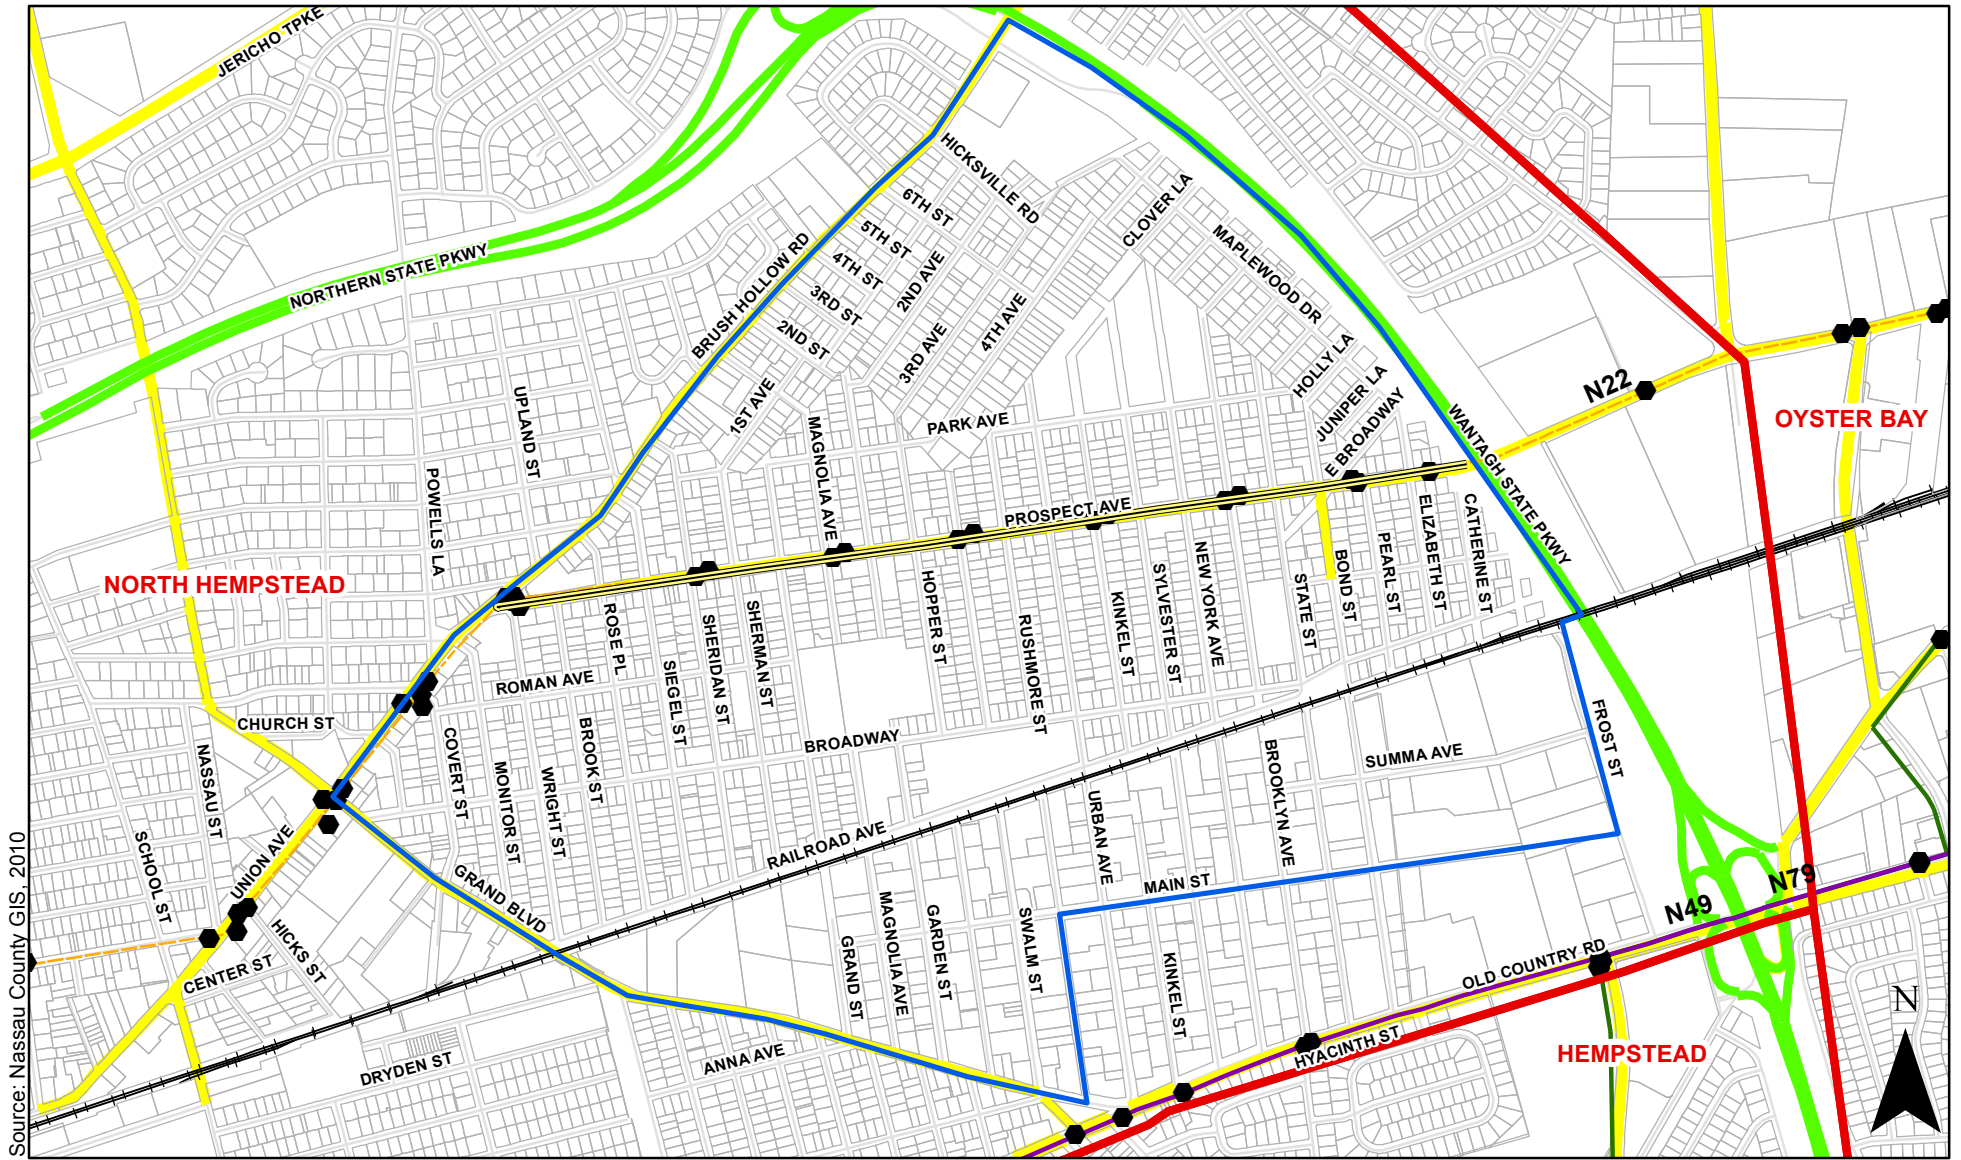 JERICHO TPKE
NORTHERN STATE PKWY
BRUSH HOLLOW RD
HICKSVILLE RD
6TH ST
5TH ST
4TH ST
3RD ST
2ND ST
2ND AVE
3RD AVE
4TH AVE
1ST AVE
CLOVER LA
MAPLEWOOD DR
HOLLY LA
JUNIPER LA
E BROADWAY
WANTAGH STATE PKWY
N22
OYSTER BAY
UPLAND ST
POWELLS LA
MAGNOLIA AVE
PARK AVE
PROSPECT AVE
NORTH HEMPSTEAD
ROSE PL
SIEGEL ST
SHERIDAN ST
SHERMAN ST
HOPPER ST
RUSHMORE ST
KINKEL ST
SYLVESTER ST
NEW YORK AVE
STATE ST
BOND ST
PEARL ST
ELIZABETH ST
CATHERINE ST
ROMAN AVE
CHURCH ST
NASSAU ST
SCHOOL ST
UNION AVE
HICKS ST
CENTER ST
COVERT ST
MONITOR ST
WRIGHT ST
BROOK ST
BROADWAY
RAILROAD AVE
GRAND BLVD
URBAN AVE
BROOKLYN AVE
SUMMA AVE
FROST ST
MAIN ST
GRAND ST
MAGNOLIA AVE
GARDEN ST
SWALM ST
KINKEL ST
N49
N79
OLD COUNTRY RD
HYACINTH ST
HEMPSTEAD
DRYDEN ST
ANNA AVE
N
Source: Nassau County GIS, 2010